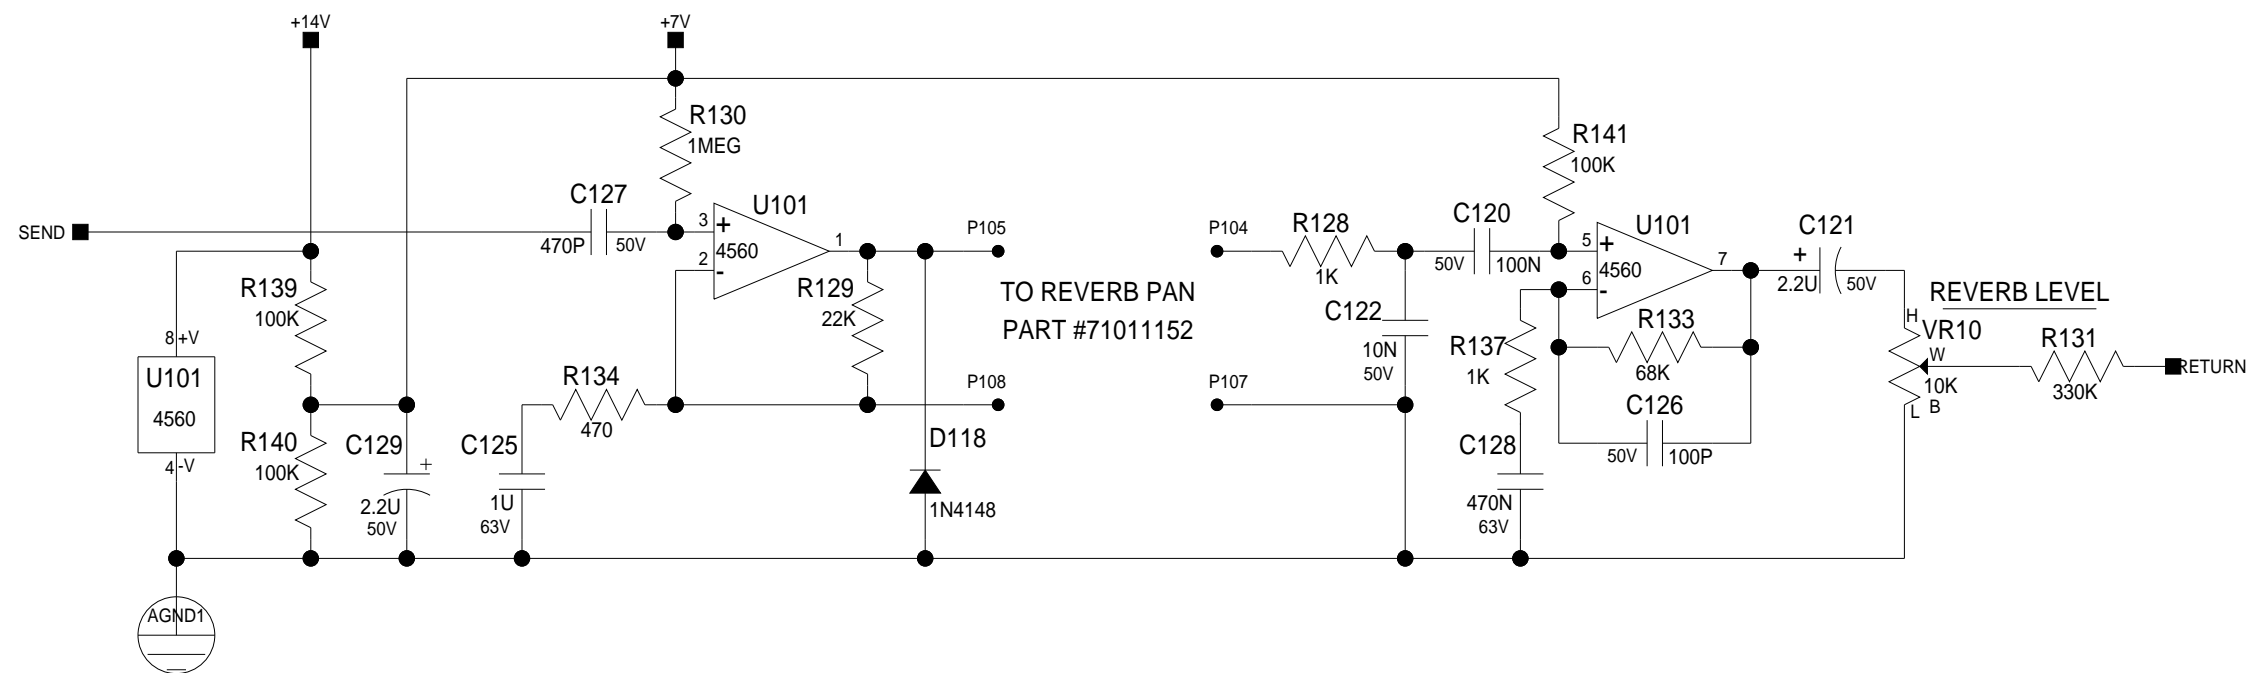 +14V
+7V
R130
1MEG
R141
100K
C127
470P
50V
SEND
3
+
U101
4560
2
-
1
P105
P104
R128
1K
C120
50V
100N
5
+
U101
4560
6
-
7
C121
+
2.2U
50V
R139
100K
R129
22K
TO REVERB PAN
PART #71011152
C122
10N
50V
R137
1K
R133
68K
REVERB LEVEL
H
VR10
W
10K
L
B
R131
330K
RETURN
8
+V
U101
4560
4
-V
R134
470
P108
P107
C126
50V
100P
R140
100K
C129
+
2.2U
50V
C125
1U
63V
D118
1N4148
C128
470N
63V
AGND1